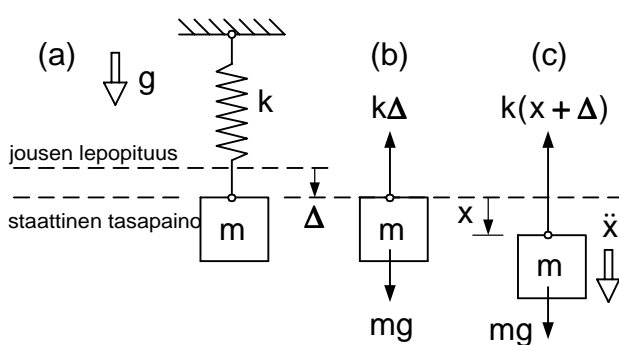 (a)
g
k
jousen lepopituus
staattinen tasapaino
m
Δ
(b)
kΔ
m
mg
(c)
k(x + Δ)
x
ẍ
m
mg